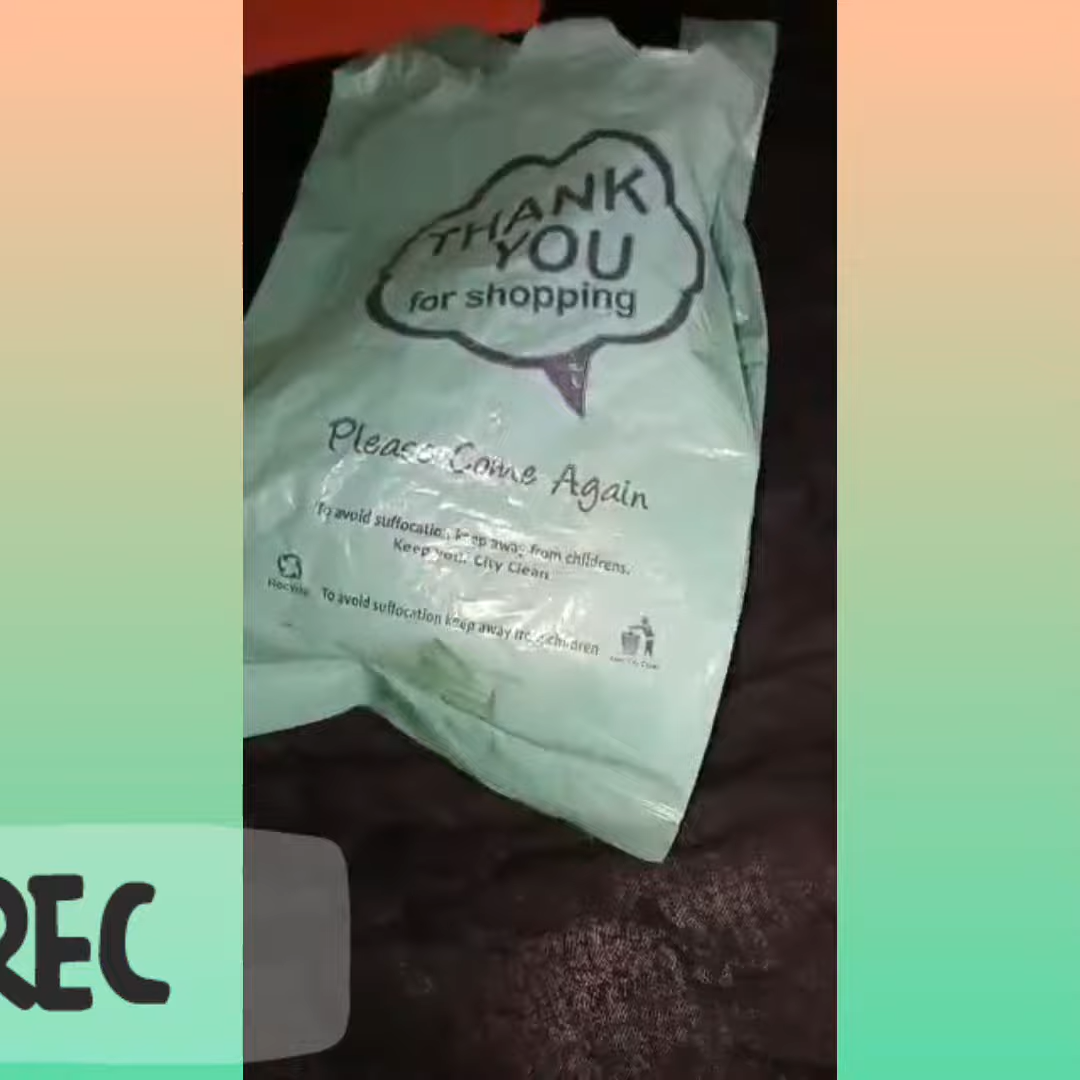 THANK
YOU
for shopping
Please Come Again
To avoid suffocation keep away from childrens.
Keep your City Clean
Recycle
To avoid suffocation keep away from children
REC